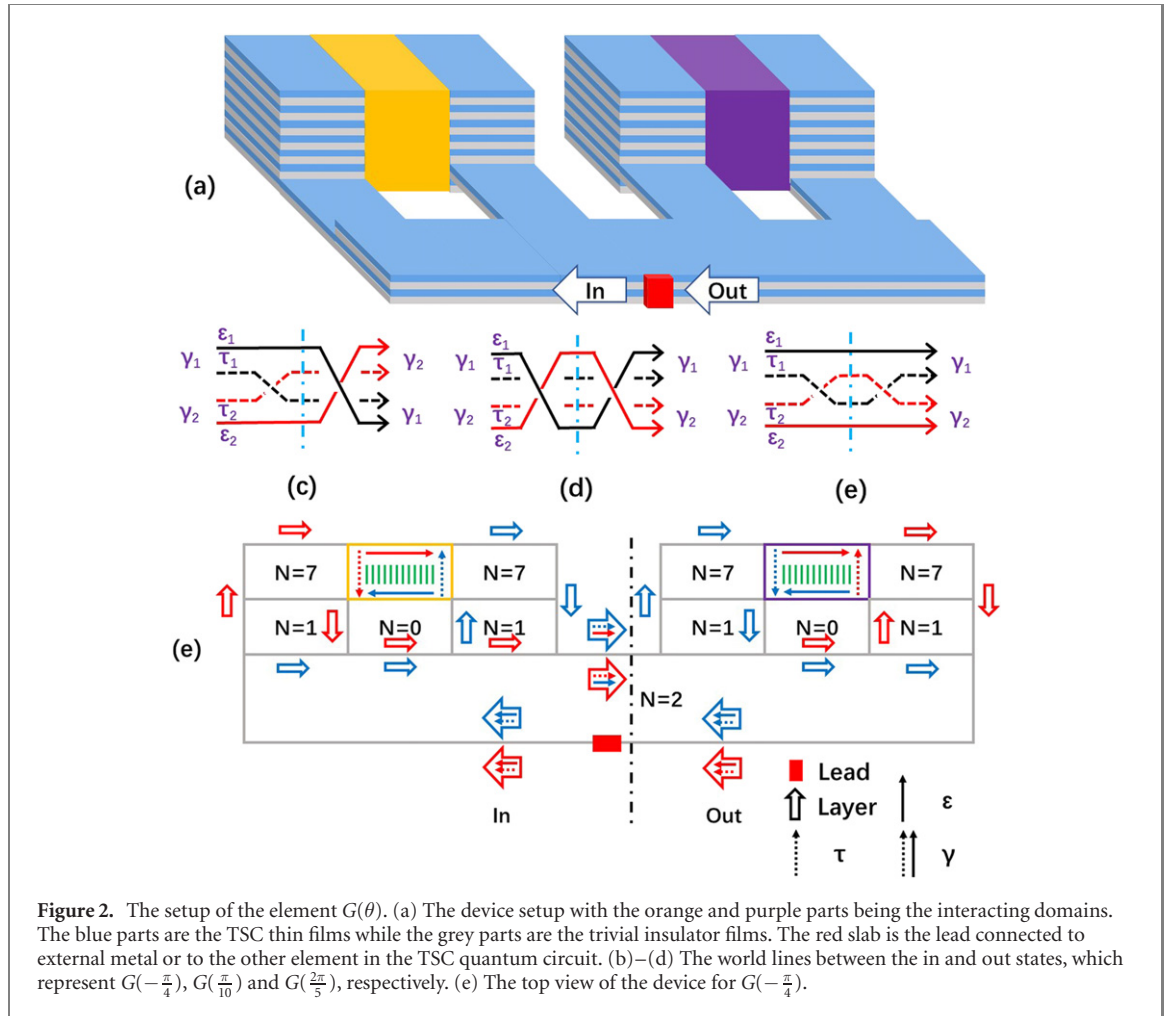 (a)
In
Out
ε₁
γ₁
τ₁
γ₂
τ₂
γ₂
γ₁
ε₂
(c)
ε₁
γ₁
τ₁
γ₁
γ₂
τ₂
γ₂
ε₂
(d)
ε₁
γ₁
τ₁
γ₁
γ₂
τ₂
γ₂
ε₂
(e)
N=7
N=7
N=7
N=7
(e)
N=1
N=0
N=1
N=1
N=0
N=1
N=2
In
Out
Lead
Layer
ε
τ
γ
Figure 2. The setup of the element G(θ). (a) The device setup with the orange and purple parts being the interacting domains.
The blue parts are the TSC thin films while the grey parts are the trivial insulator films. The red slab is the lead connected to
external metal or to the other element in the TSC quantum circuit. (b)–(d) The world lines between the in and out states, which
represent G(−π/4), G(π/10) and G(2π/5), respectively. (e) The top view of the device for G(−π/4).